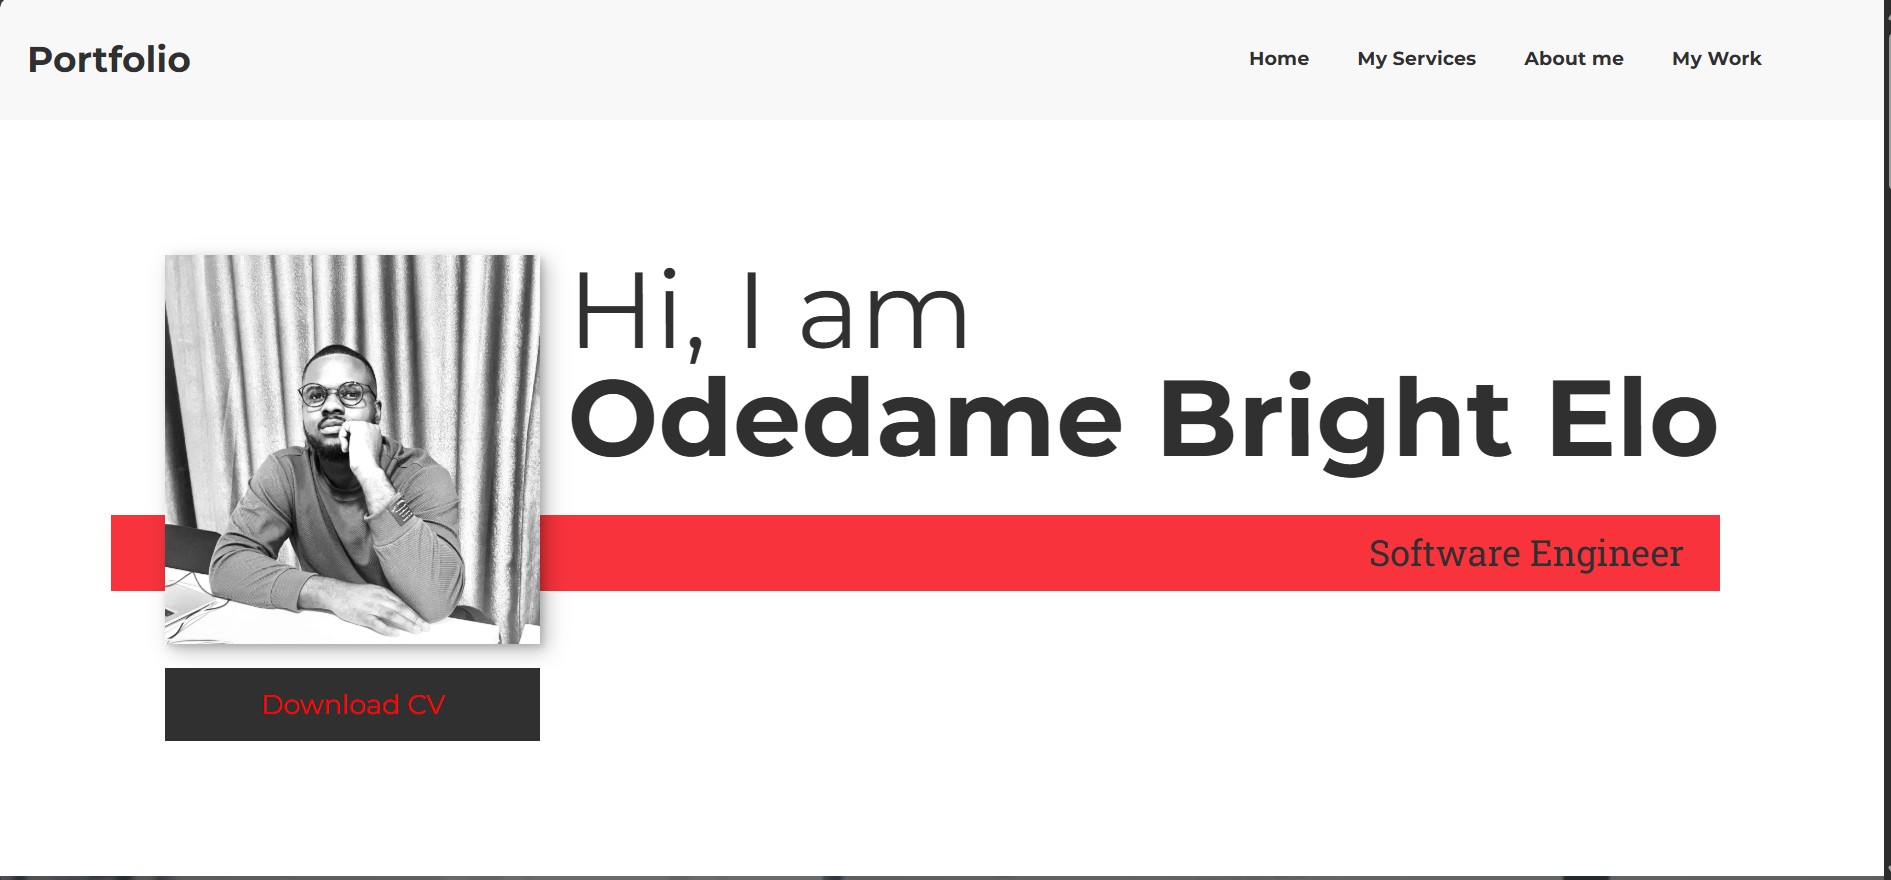 Portfolio
Home My Services About me My Work
Hi, I am
Odedame Bright Elo
Software Engineer
Download CV